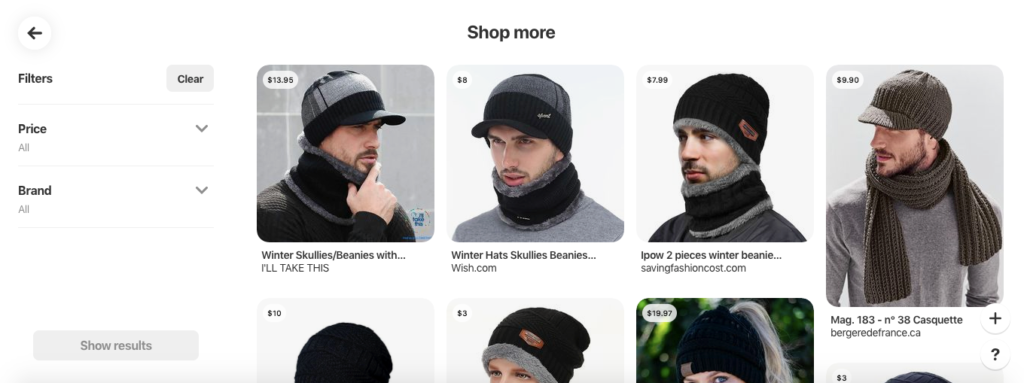 Shop more
Filters
Clear
Price
All
Brand
All
Show results
$13.95
Winter Skullies/Beanies with...
I'LL TAKE THIS
$8
Winter Hats Skullies Beanies...
Wish.com
$7.99
Ipow 2 pieces winter beanie...
savingfashioncost.com
$9.90
Mag. 183 - n° 38 Casquette
bergeredefrance.ca
$10
$3
$19.97
$3
+
?